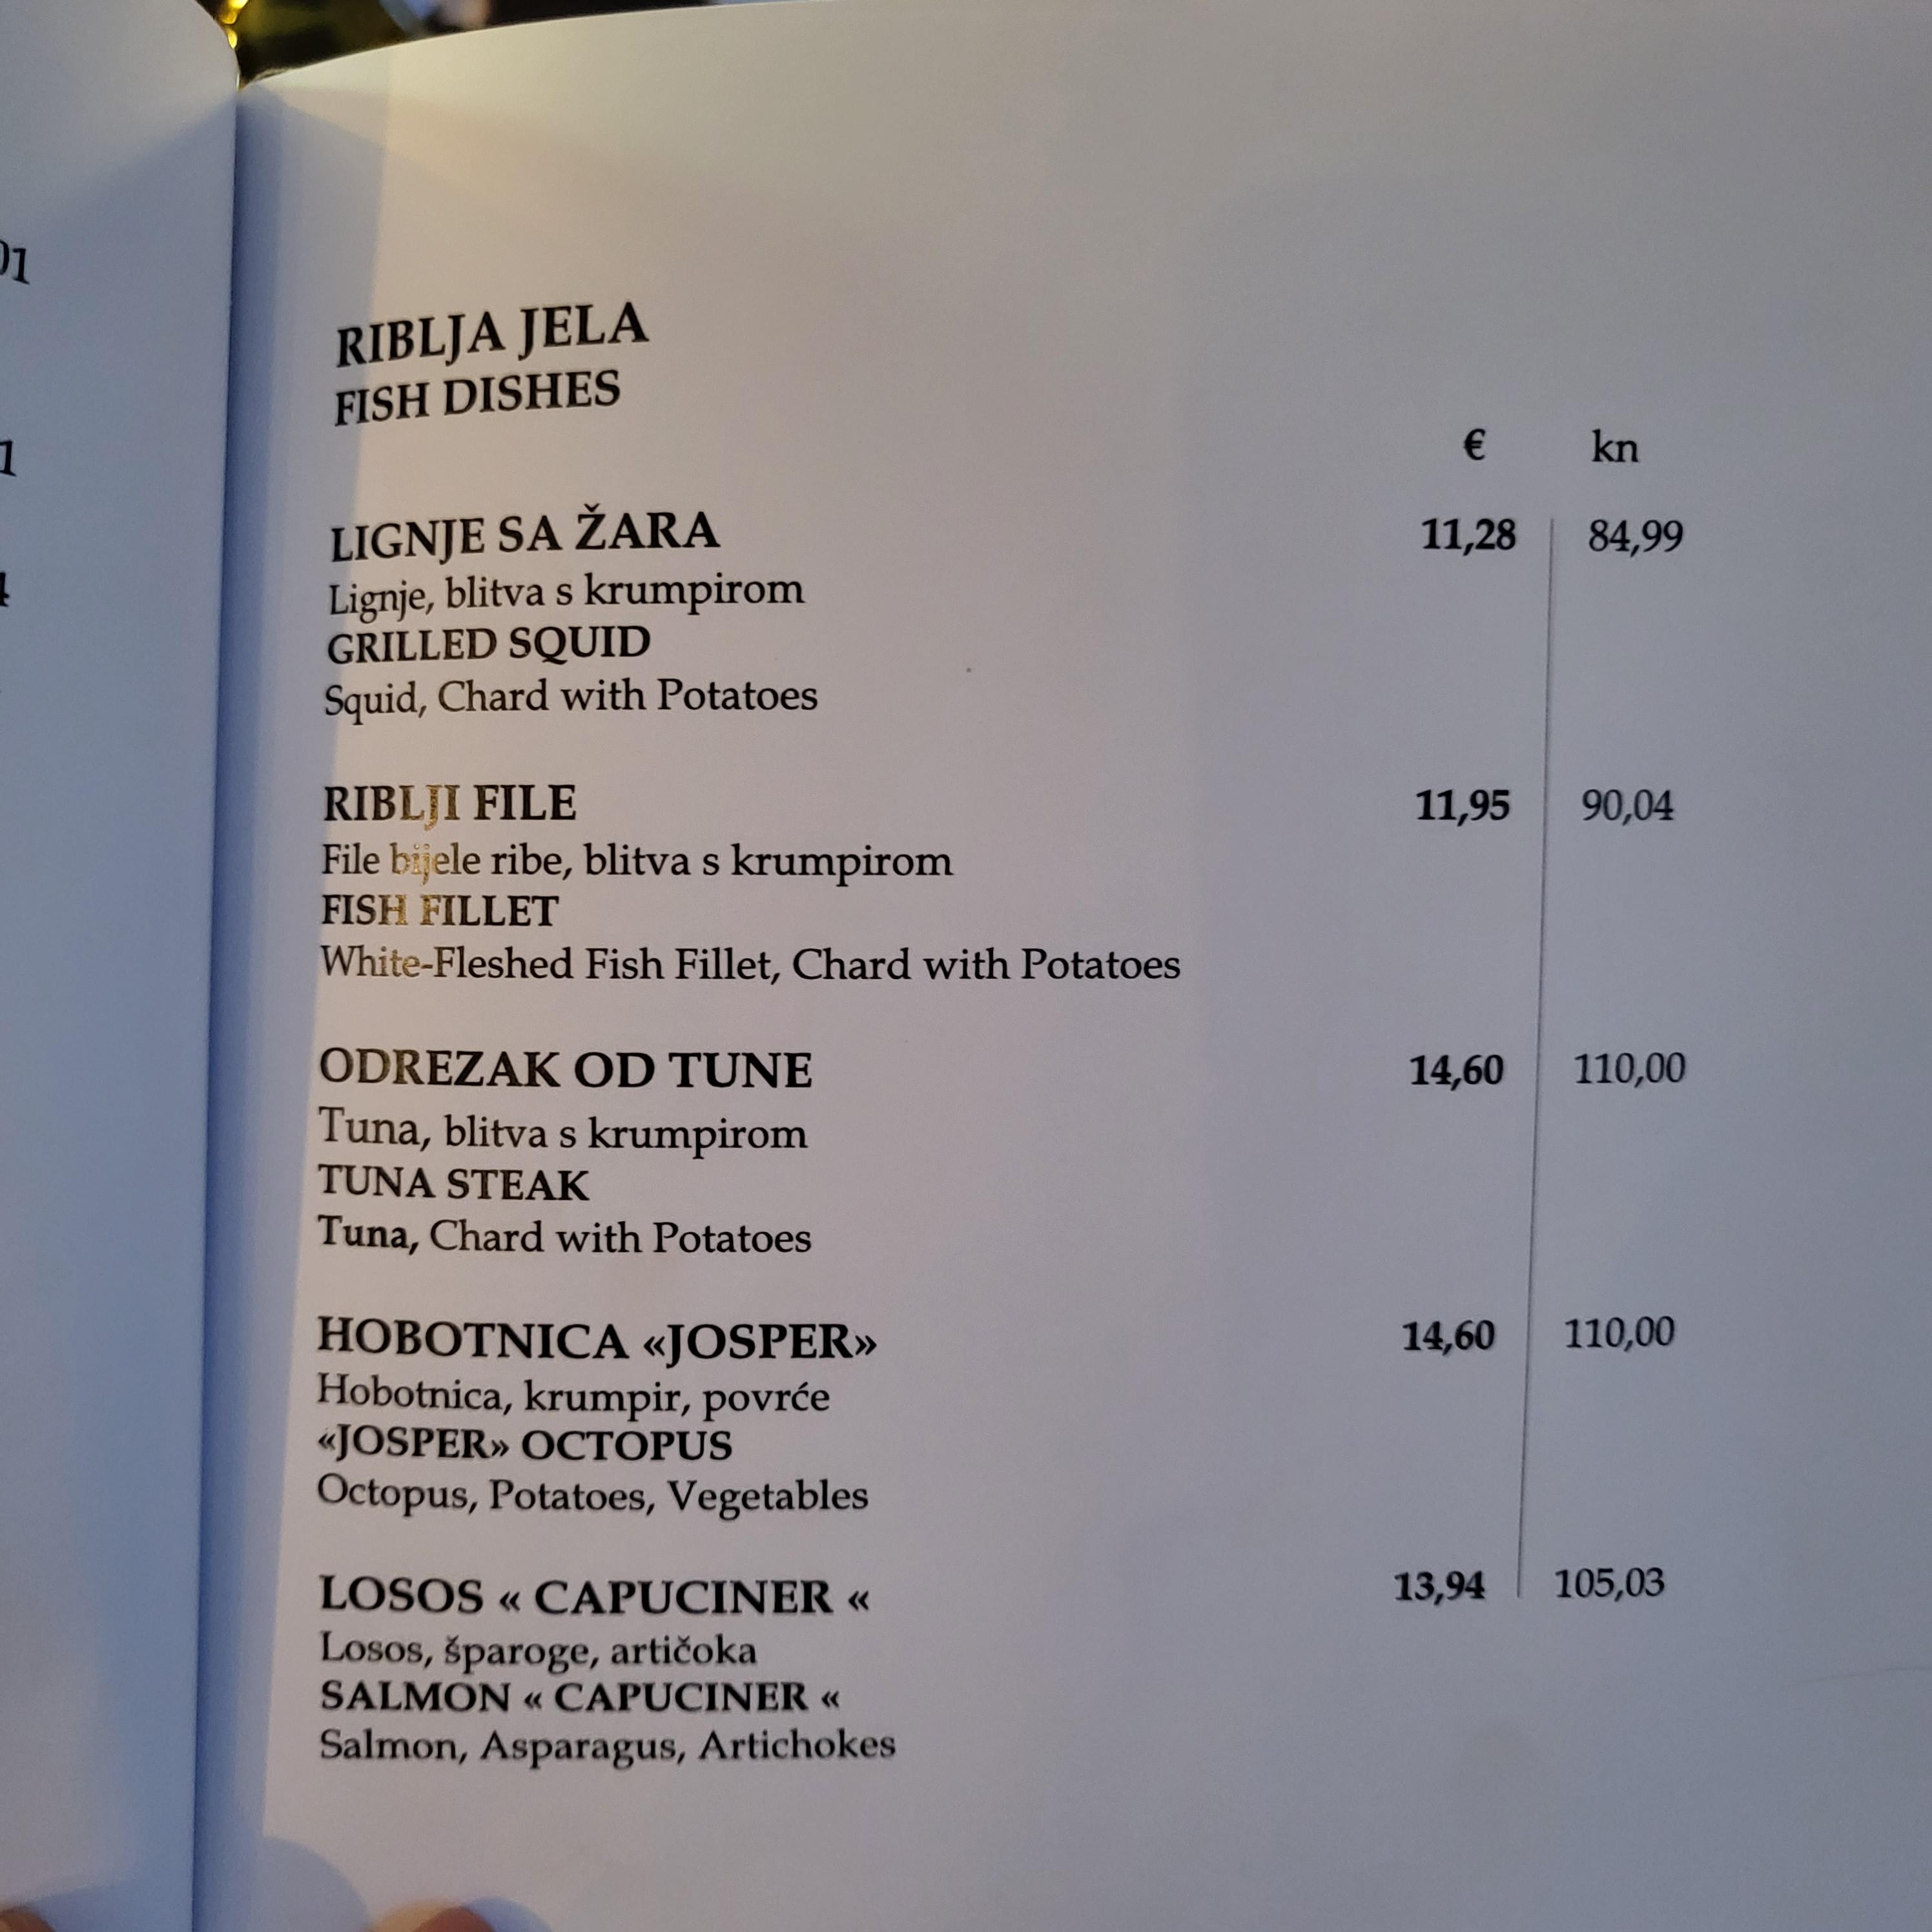 RIBLJA JELA
FISH DISHES
€ kn
LIGNJE SA ŽARA 11,28 84,99
Lignje, blitva s krumpirom
GRILLED SQUID
Squid, Chard with Potatoes
RIBLJI FILE 11,95 90,04
File bijele ribe, blitva s krumpirom
FISH FILLET
White-Fleshed Fish Fillet, Chard with Potatoes
ODREZAK OD TUNE 14,60 110,00
Tuna, blitva s krumpirom
TUNA STEAK
Tuna, Chard with Potatoes
HOBOTNICA «JOSPER» 14,60 110,00
Hobotnica, krumpir, povrće
«JOSPER» OCTOPUS
Octopus, Potatoes, Vegetables
LOSOS « CAPUCINER « 13,94 105,03
Losos, šparoge, artičoka
SALMON « CAPUCINER «
Salmon, Asparagus, Artichokes